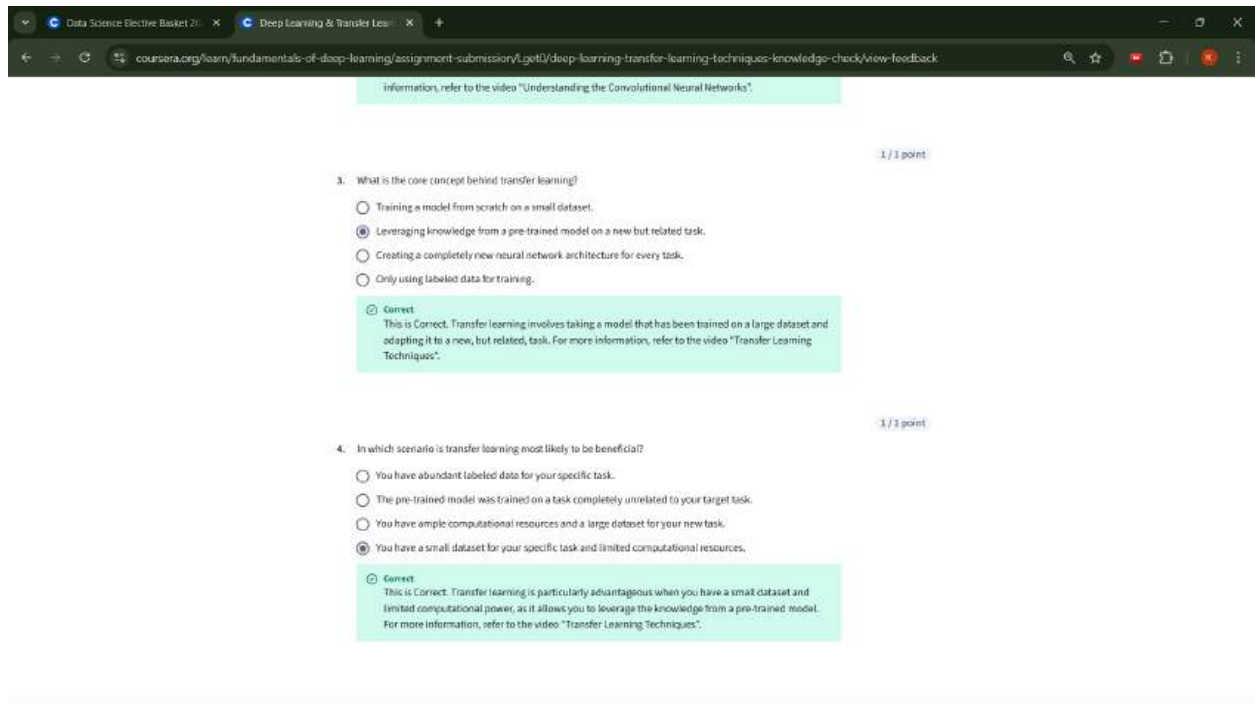 Data Science Elective Basket 20
Deep Learning & Transfer Lear
coursera.org/learn/fundamentals-of-deep-learning/assignment-submission/Lget0/deep-learning-transfer-learning-techniques-knowledge-check/view-feedback
K
information, refer to the video "Understanding the Convolutional Neural Networks".
1 / 1 point
3. What is the core concept behind transfer learning?
Training a model from scratch on a small dataset.
Leveraging knowledge from a pre-trained model on a new but related task.
Creating a completely new neural network architecture for every task.
Only using labeled data for training.
Correct
This is Correct. Transfer learning involves taking a model that has been trained on a large dataset and
adapting it to a new, but related, task. For more information, refer to the video "Transfer Learning
Techniques".
1 / 1 point
4. In which scenario is transfer learning most likely to be beneficial?
You have abundant labeled data for your specific task.
The pre-trained model was trained on a task completely unrelated to your target task.
You have ample computational resources and a large dataset for your new task.
You have a small dataset for your specific task and limited computational resources.
Correct
This is Correct. Transfer learning is particularly advantageous when you have a small dataset and
limited computational power, as it allows you to leverage the knowledge from a pre-trained model.
For more information, refer to the video "Transfer Learning Techniques".